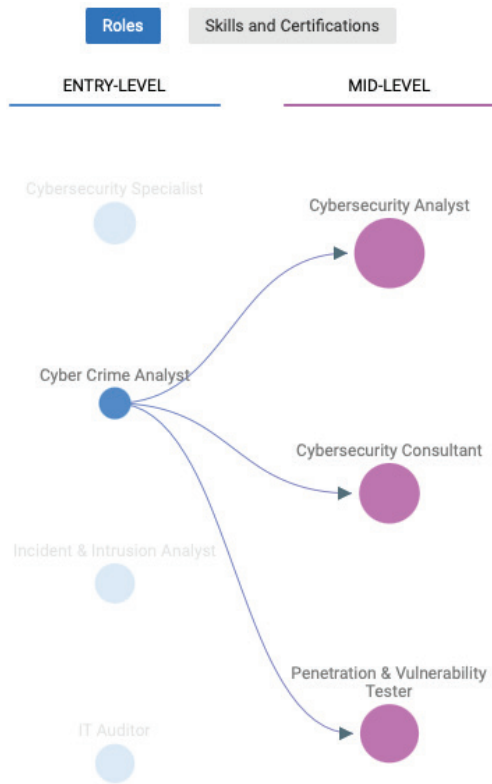 Roles
Skills and Certifications
ENTRY-LEVEL
MID-LEVEL
Cybersecurity Specialist
Cybersecurity Analyst
Cyber Crime Analyst
Cybersecurity Consultant
Incident & Intrusion Analyst
Penetration & Vulnerability
Tester
IT Auditor